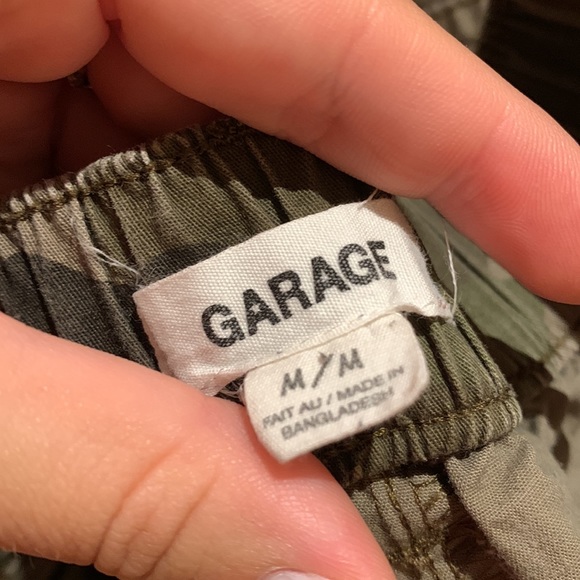 GARAGE
M / M
FAIT AU / MADE IN
BANGLADESH